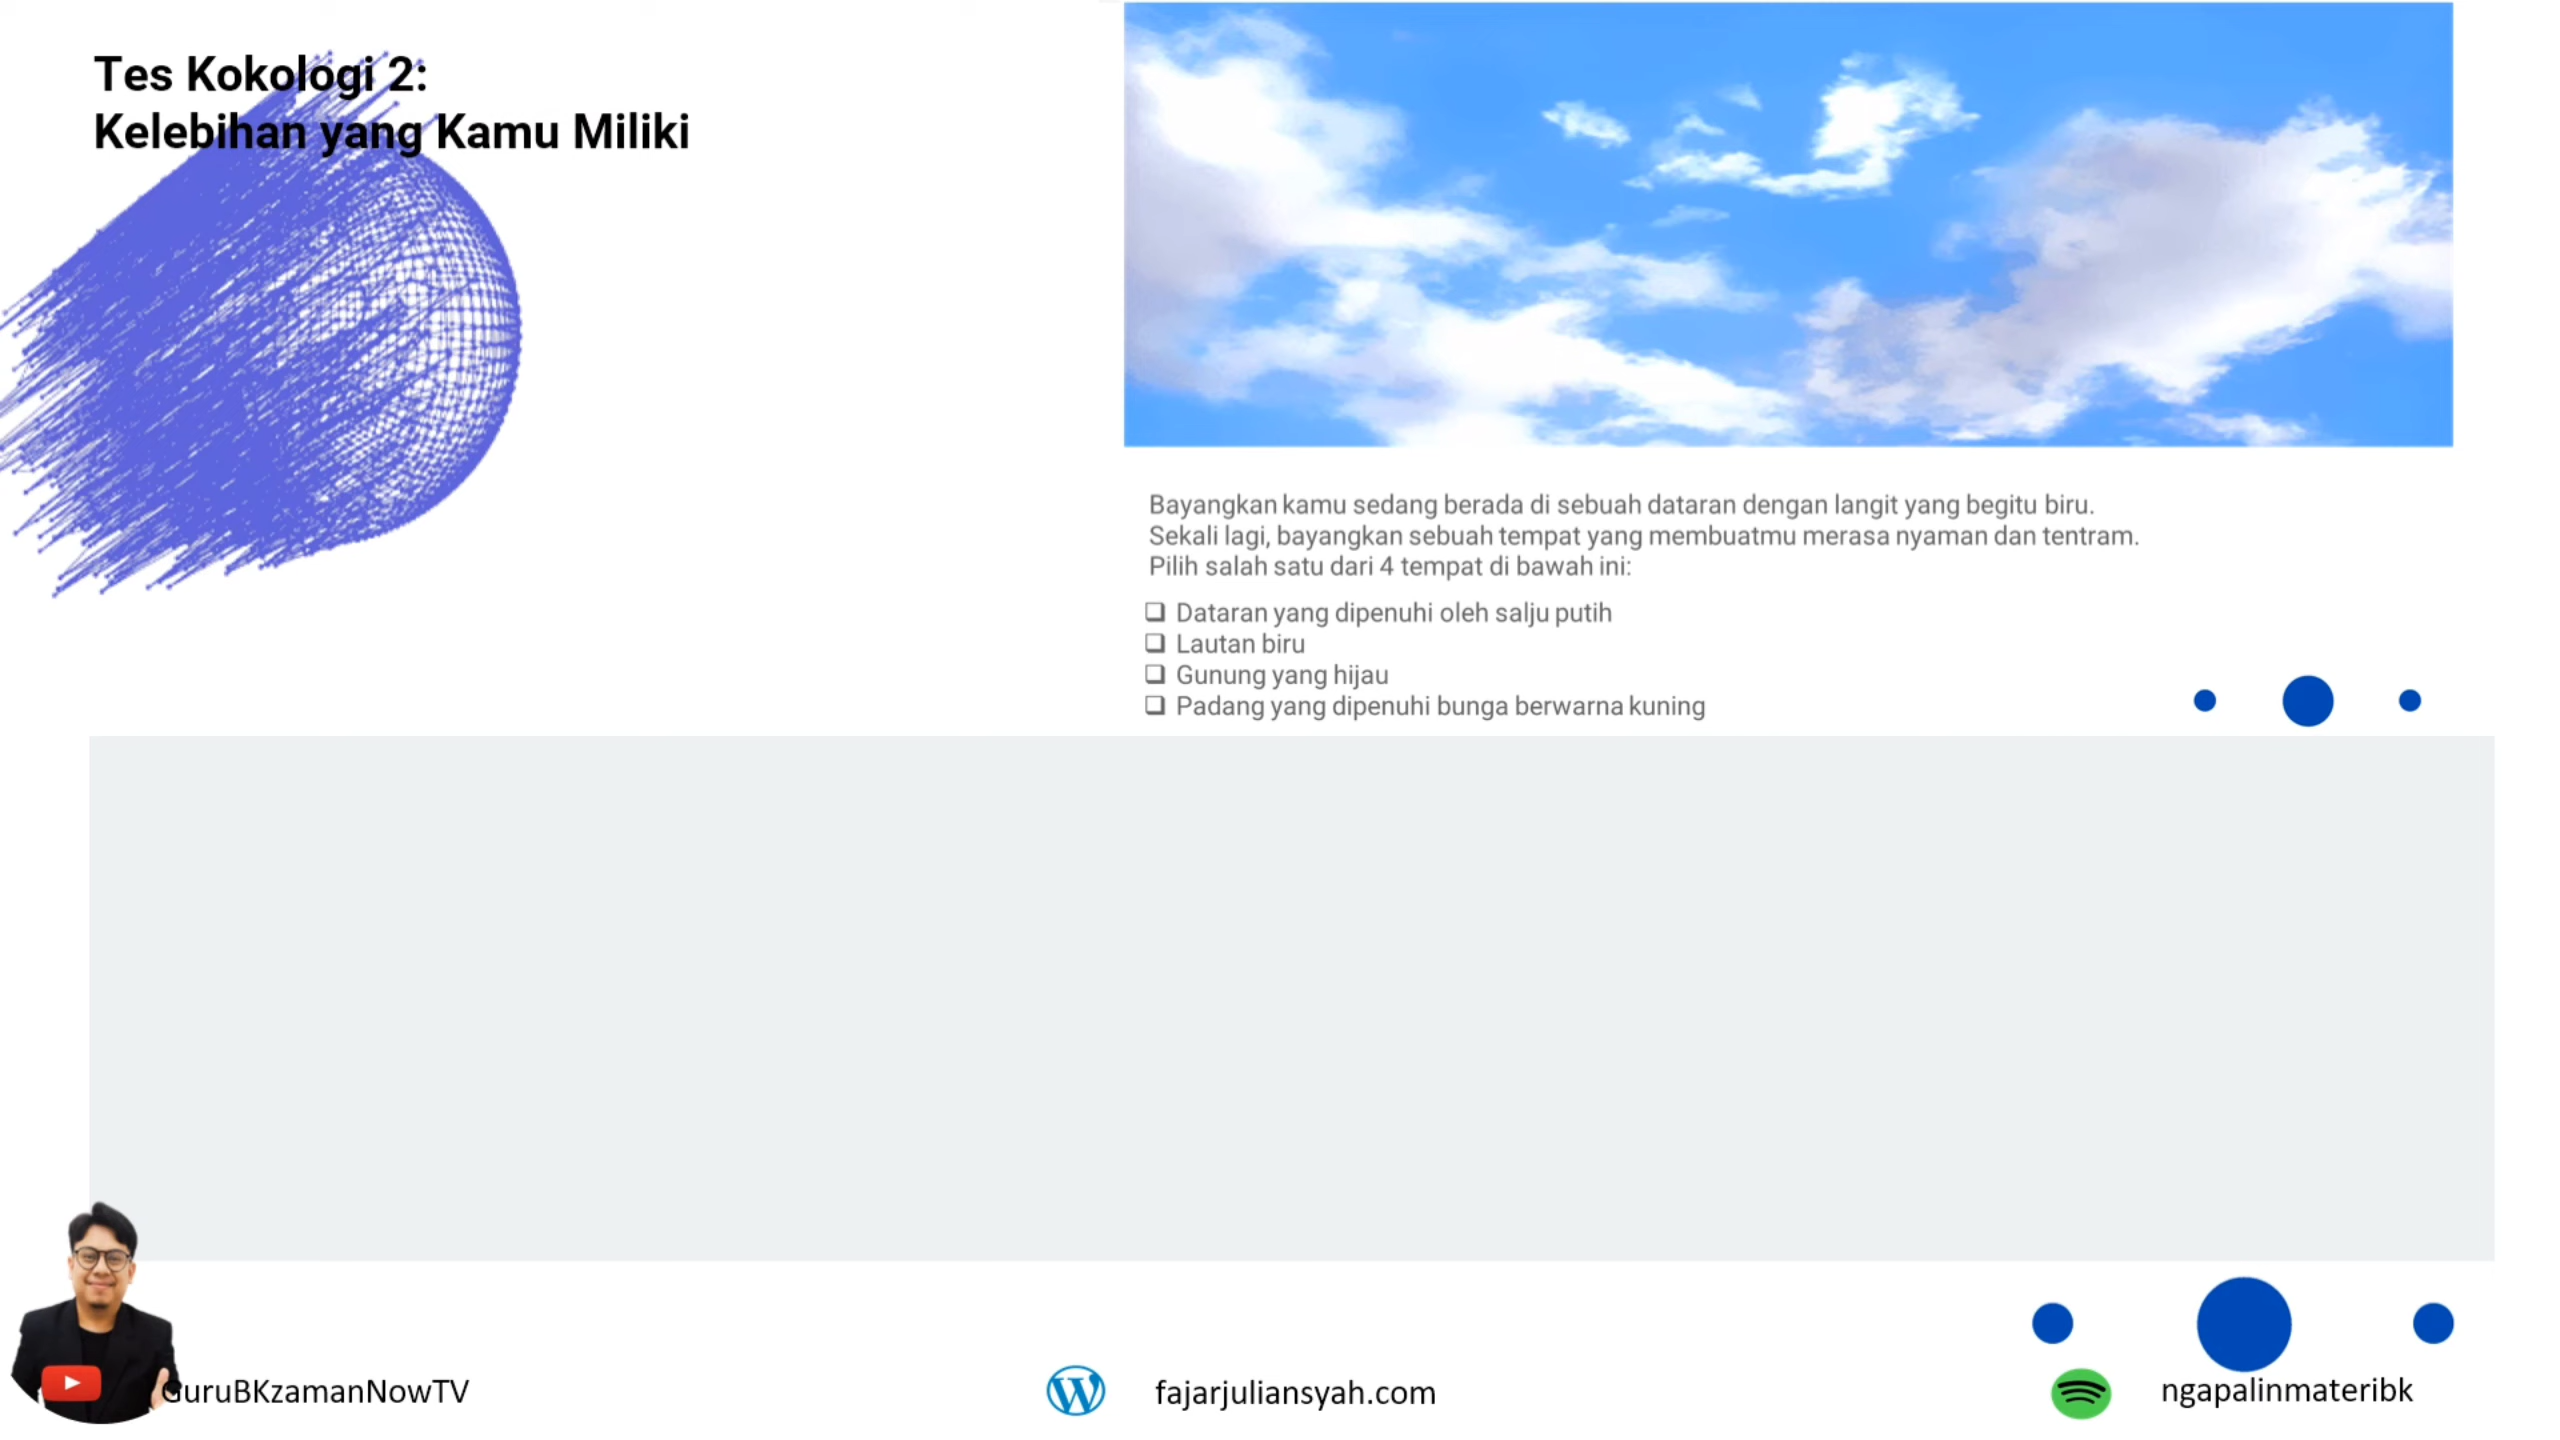 Tes Kokologi 2:
Kelebihan yang Kamu Miliki
Bayangkan kamu sedang berada di sebuah dataran dengan langit yang begitu biru.
Sekali lagi, bayangkan sebuah tempat yang membuatmu merasa nyaman dan tentram.
Pilih salah satu dari 4 tempat di bawah ini:
❑ Dataran yang dipenuhi oleh salju putih
❑ Lautan biru
❑ Gunung yang hijau
❑ Padang yang dipenuhi bunga berwarna kuning
GuruBKzamanNowTV
fajarjuliansyah.com
ngapalinmateribk